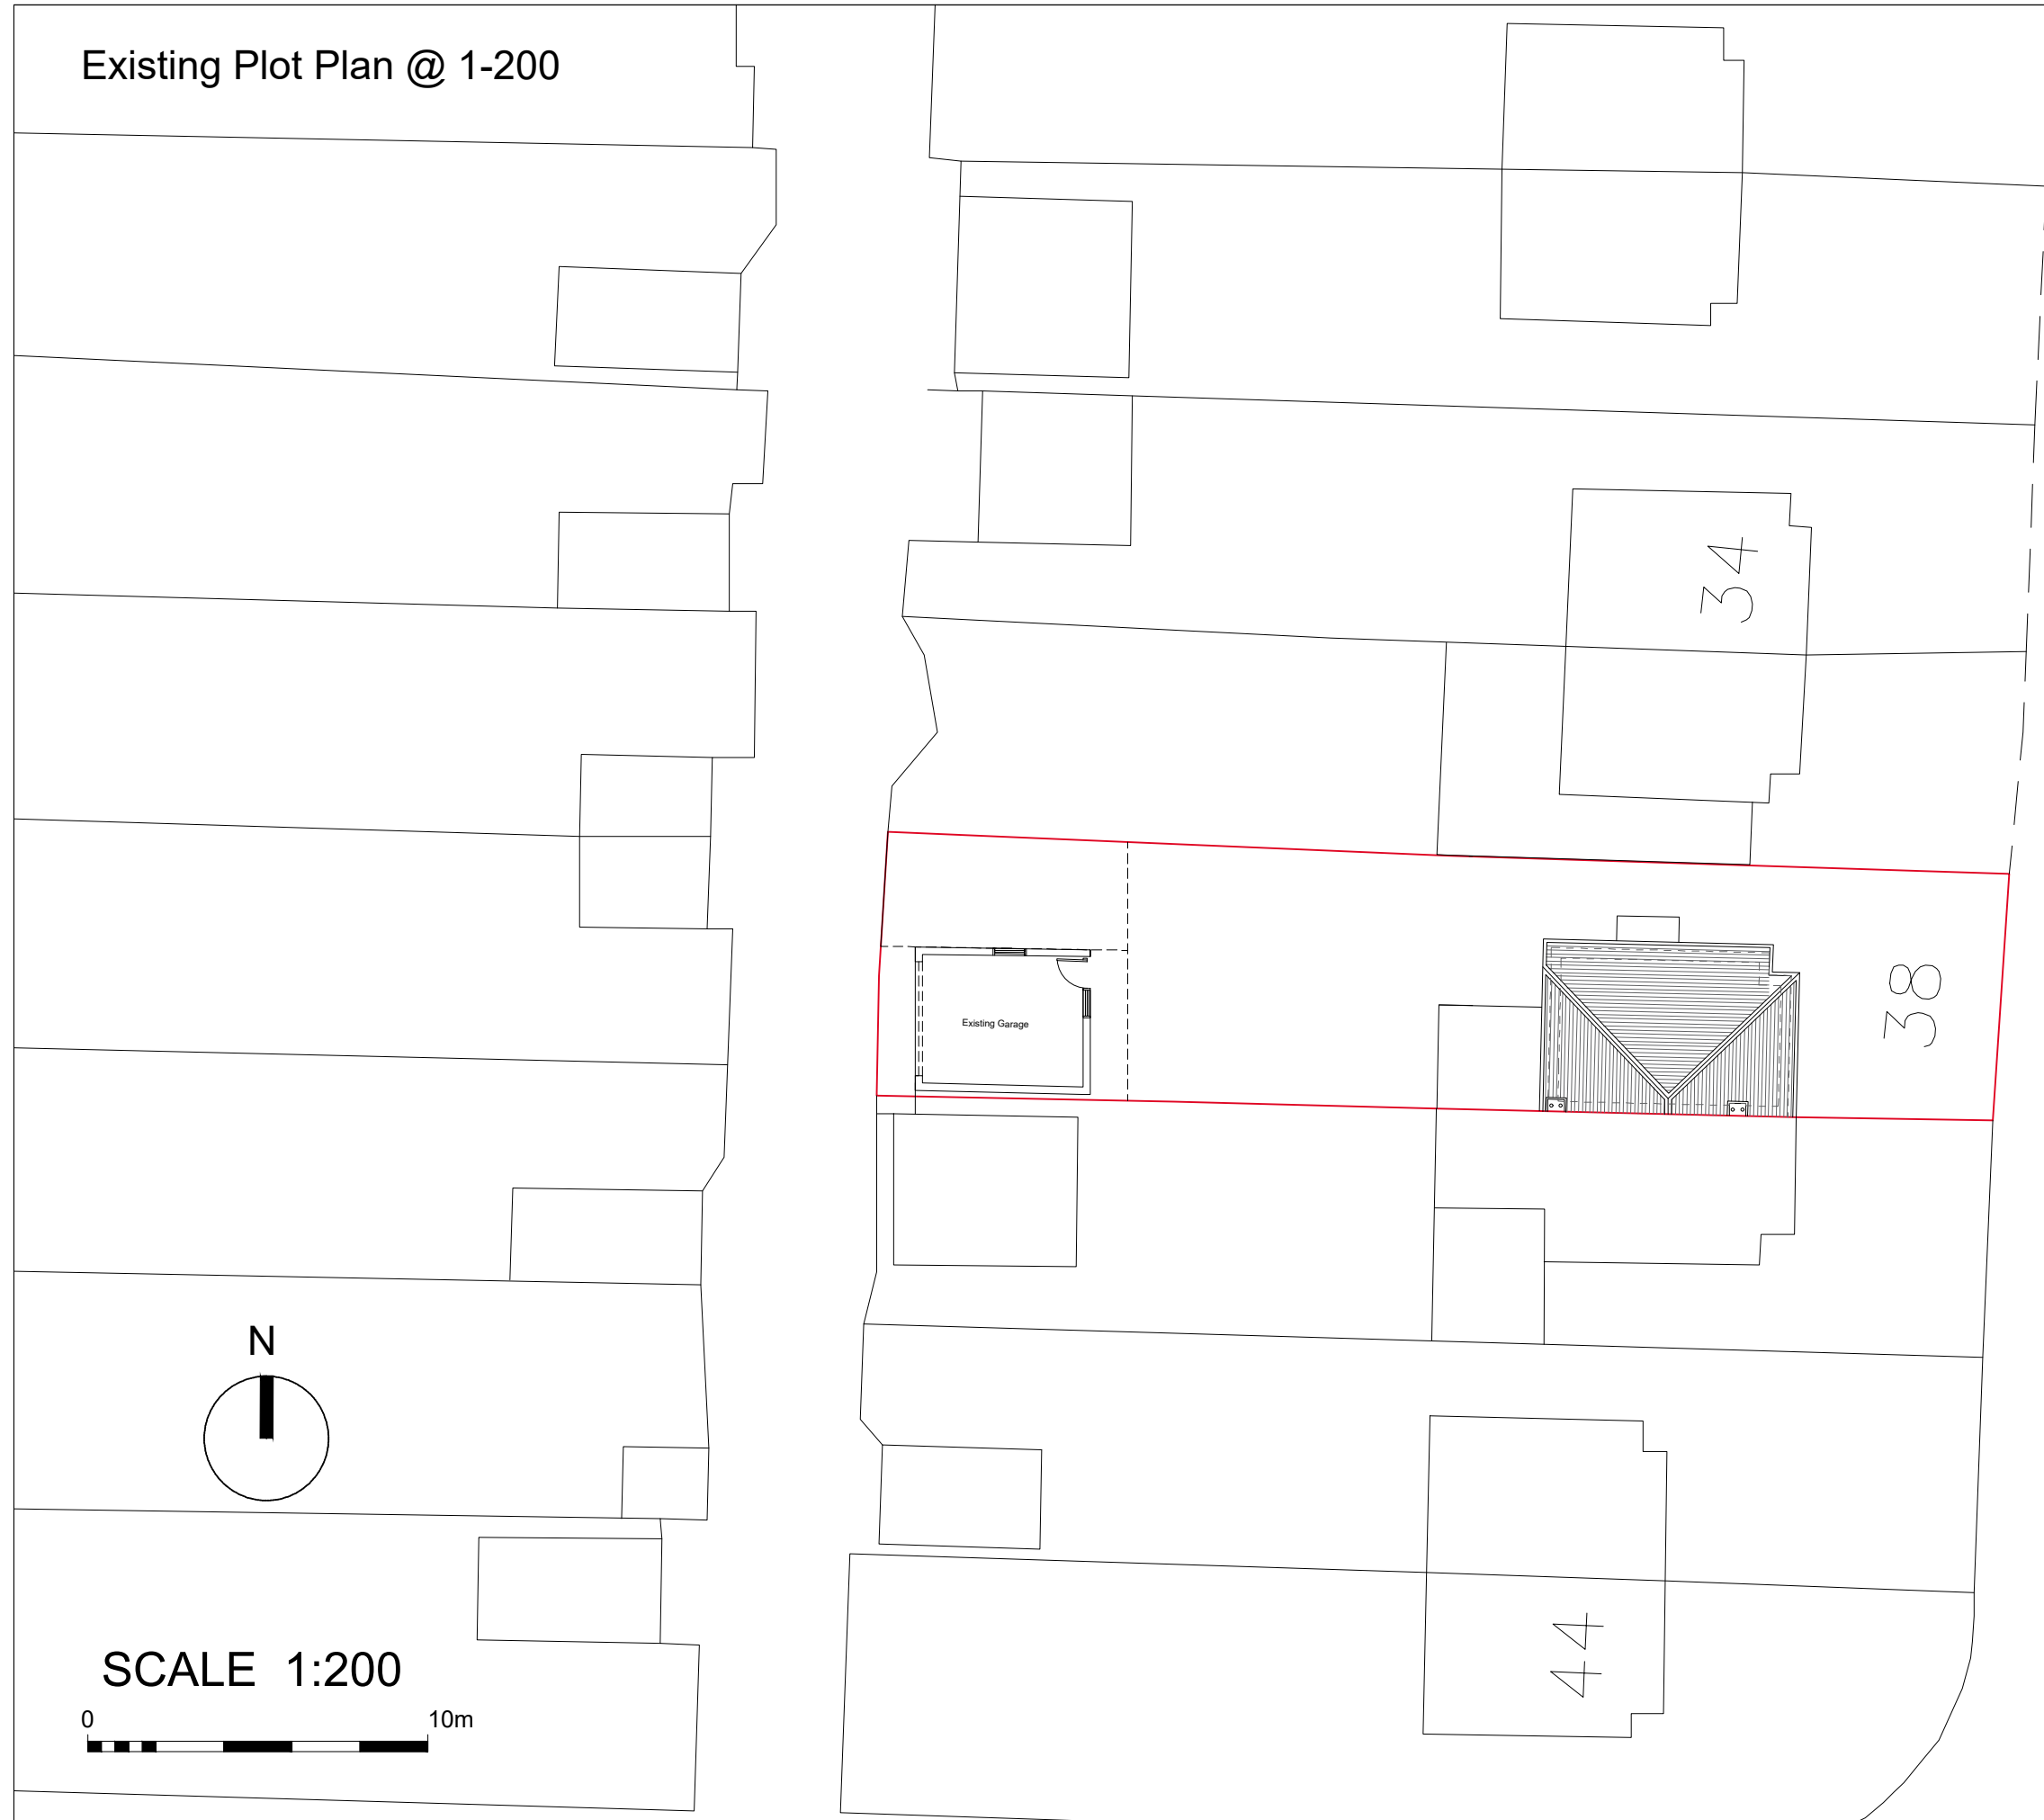 Existing Plot Plan @ 1-200
34
38
Existing Garage
N
44
SCALE 1:200
0 10m